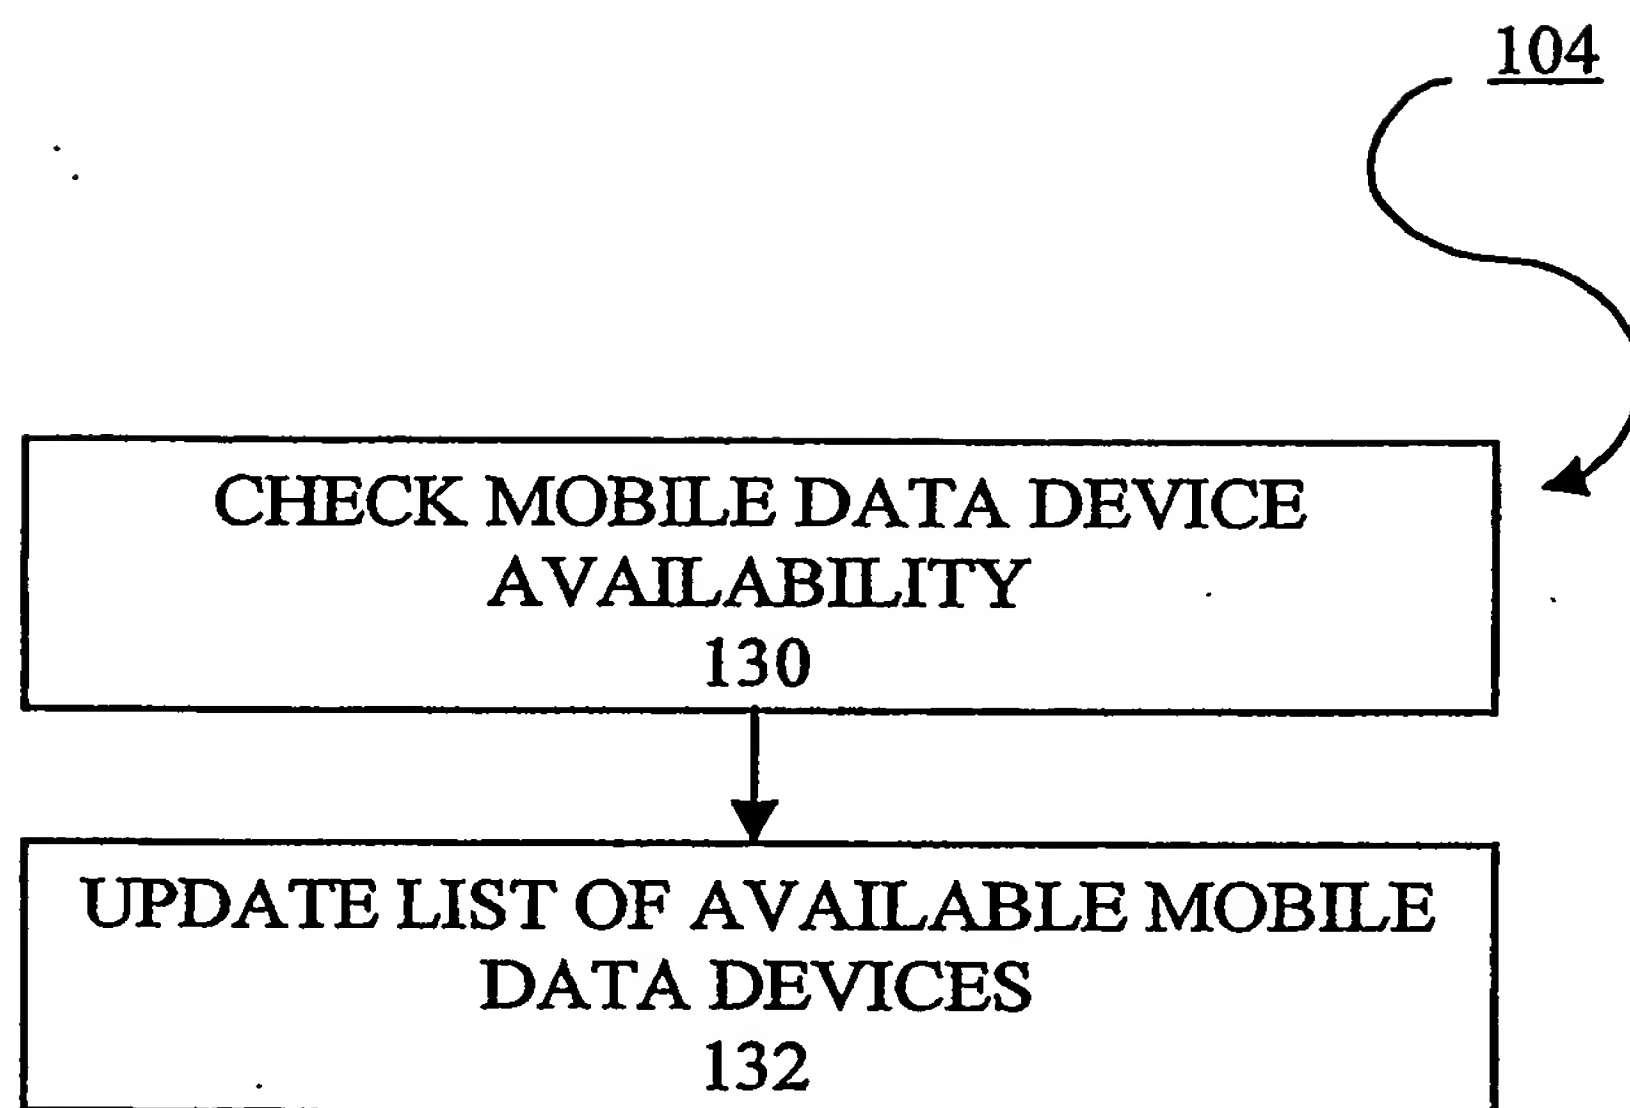 104
CHECK MOBILE DATA DEVICE
AVAILABILITY
130
UPDATE LIST OF AVAILABLE MOBILE
DATA DEVICES
132